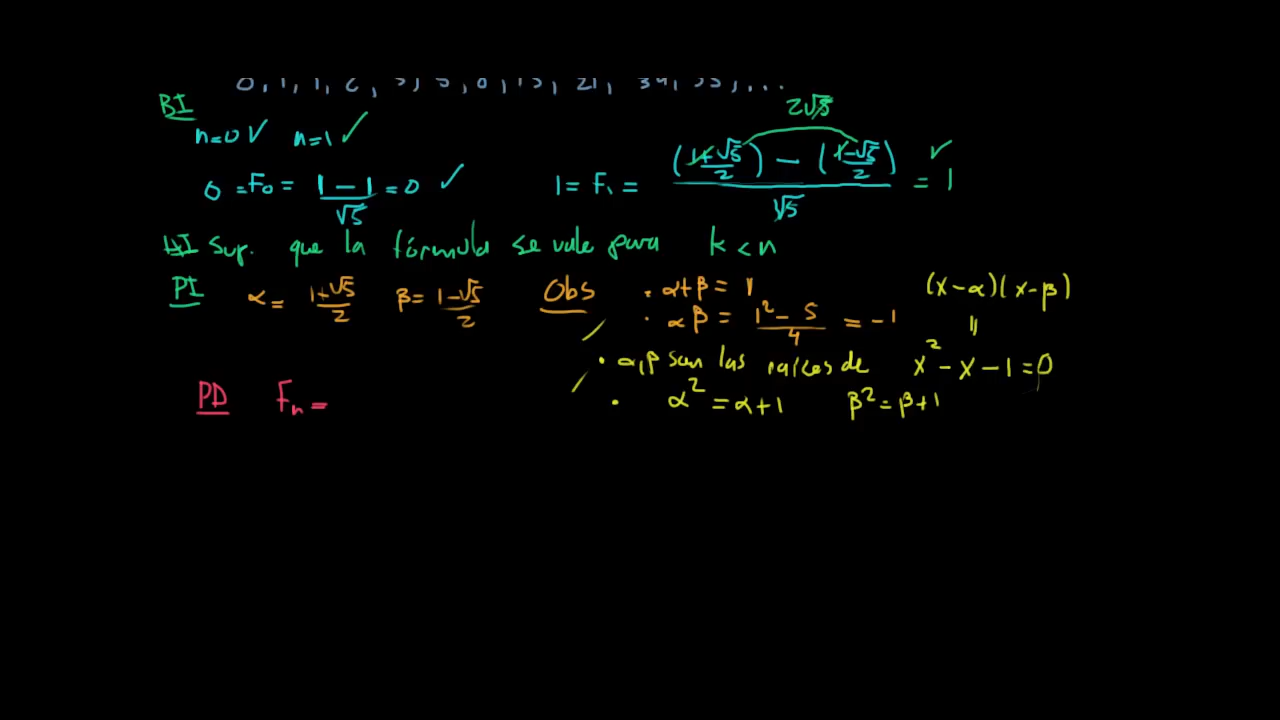 0, 1, 1, 2, 3, 5, 8, 13, 21, 34, 55, ...
BI
n=0 ✓ n=1 ✓
2√5
0 = F₀ = (1 − 1)/√5 = 0 ✓ 1 = F₁ = ((1+√5)/2) − ((1−√5)/2) / √5 = 1 ✓
HI Sup. que la fórmula se vale para k < n
PI α = (1+√5)/2 β = (1−√5)/2 Obs · α+β = 1 (x−α)(x−β)
· αβ = (1² − 5)/4 = −1 ||
· α,β son las raíces de x² − x − 1 = 0
· α² = α+1 β² = β+1
PD Fₙ =